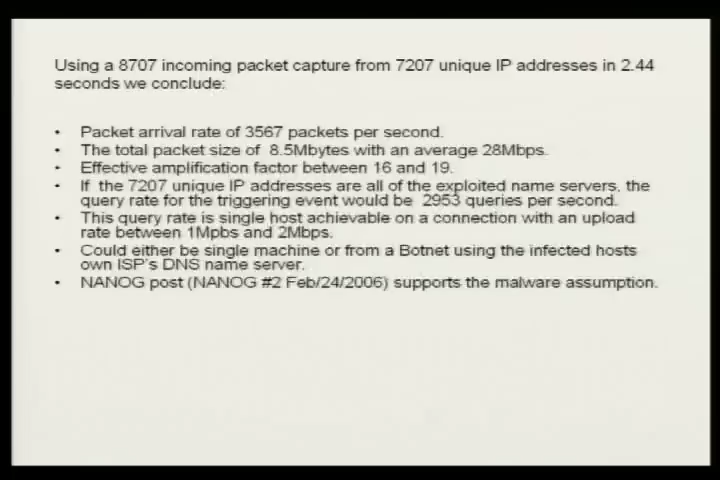 Using a 8707 incoming packet capture from 7207 unique IP addresses in 2.44
seconds we conclude:
• Packet arrival rate of 3567 packets per second.
• The total packet size of 8.5Mbytes with an average 28Mbps.
• Effective amplification factor between 16 and 19.
• If the 7207 unique IP addresses are all of the exploited name servers, the
query rate for the triggering event would be 2953 queries per second.
• This query rate is single host achievable on a connection with an upload
rate between 1Mpbs and 2Mbps.
• Could either be single machine or from a Botnet using the infected hosts
own ISP's DNS name server.
• NANOG post (NANOG #2 Feb/24/2006) supports the malware assumption.